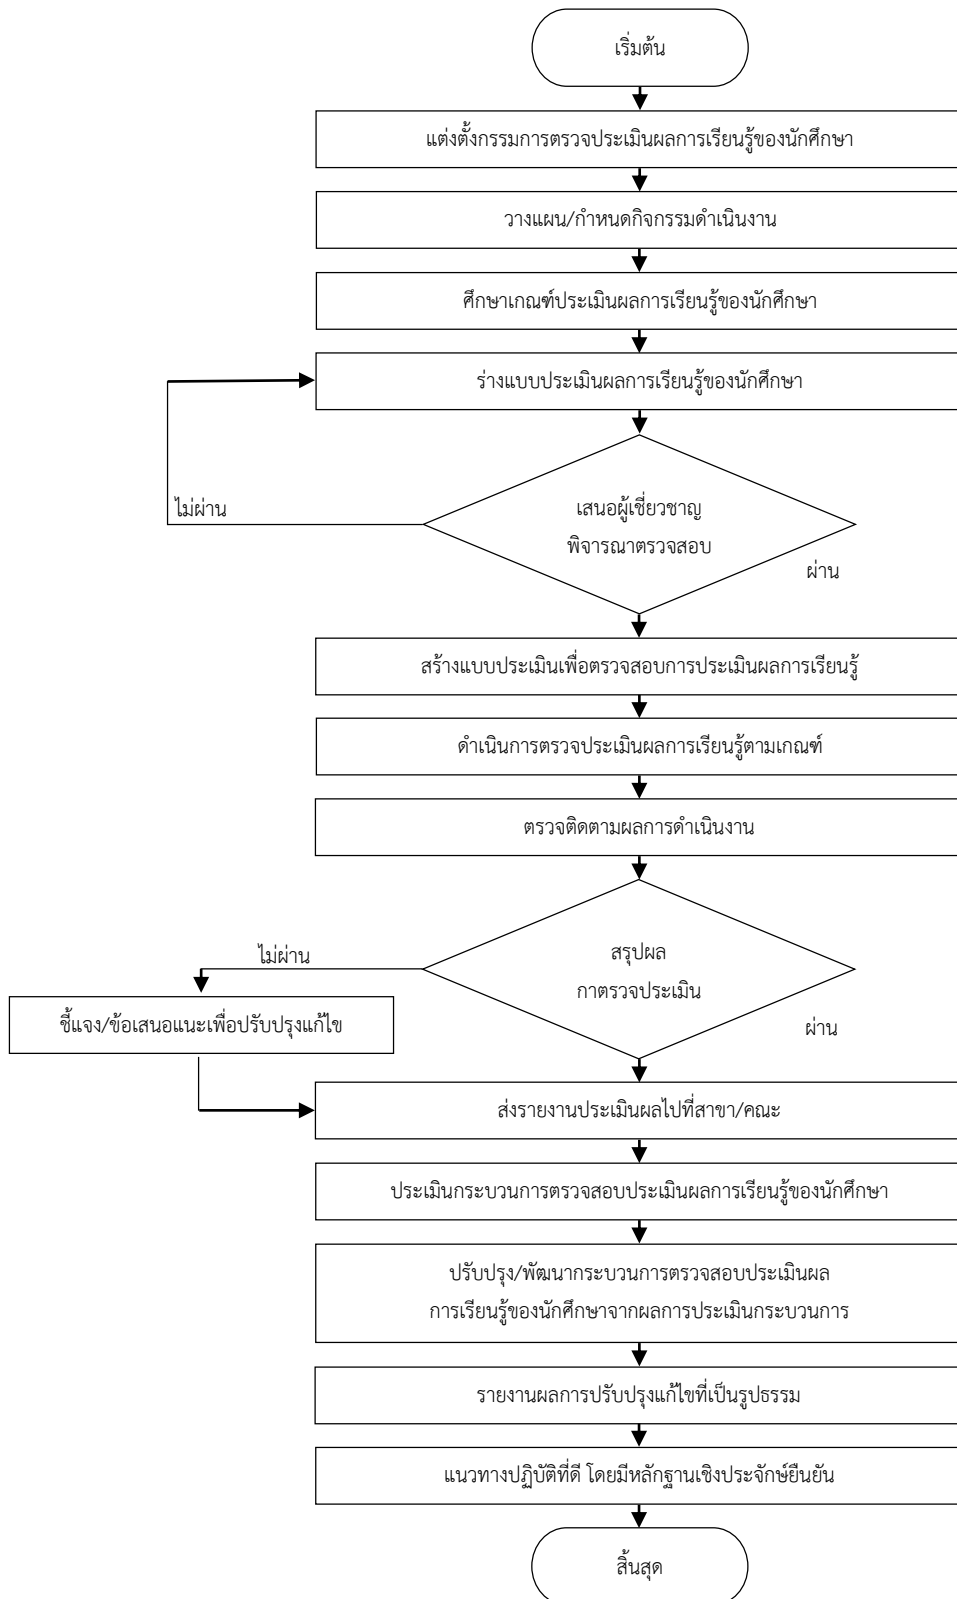 เริ่มต้น
แต่งตั้งกรรมการตรวจประเมินผลการเรียนรู้ของนักศึกษา
วางแผน/กำหนดกิจกรรมดำเนินงาน
ศึกษาเกณฑ์ประเมินผลการเรียนรู้ของนักศึกษา
ร่างแบบประเมินผลการเรียนรู้ของนักศึกษา
ไม่ผ่าน
เสนอผู้เชี่ยวชาญ
พิจารณาตรวจสอบ
ผ่าน
สร้างแบบประเมินเพื่อตรวจสอบการประเมินผลการเรียนรู้
ดำเนินการตรวจประเมินผลการเรียนรู้ตามเกณฑ์
ตรวจติดตามผลการดำเนินงาน
ไม่ผ่าน
สรุปผล
กาตรวจประเมิน
ผ่าน
ชี้แจง/ข้อเสนอแนะเพื่อปรับปรุงแก้ไข
ส่งรายงานประเมินผลไปที่สาขา/คณะ
ประเมินกระบวนการตรวจสอบประเมินผลการเรียนรู้ของนักศึกษา
ปรับปรุง/พัฒนากระบวนการตรวจสอบประเมินผล
การเรียนรู้ของนักศึกษาจากผลการประเมินกระบวนการ
รายงานผลการปรับปรุงแก้ไขที่เป็นรูปธรรม
แนวทางปฏิบัติที่ดี โดยมีหลักฐานเชิงประจักษ์ยืนยัน
สิ้นสุด